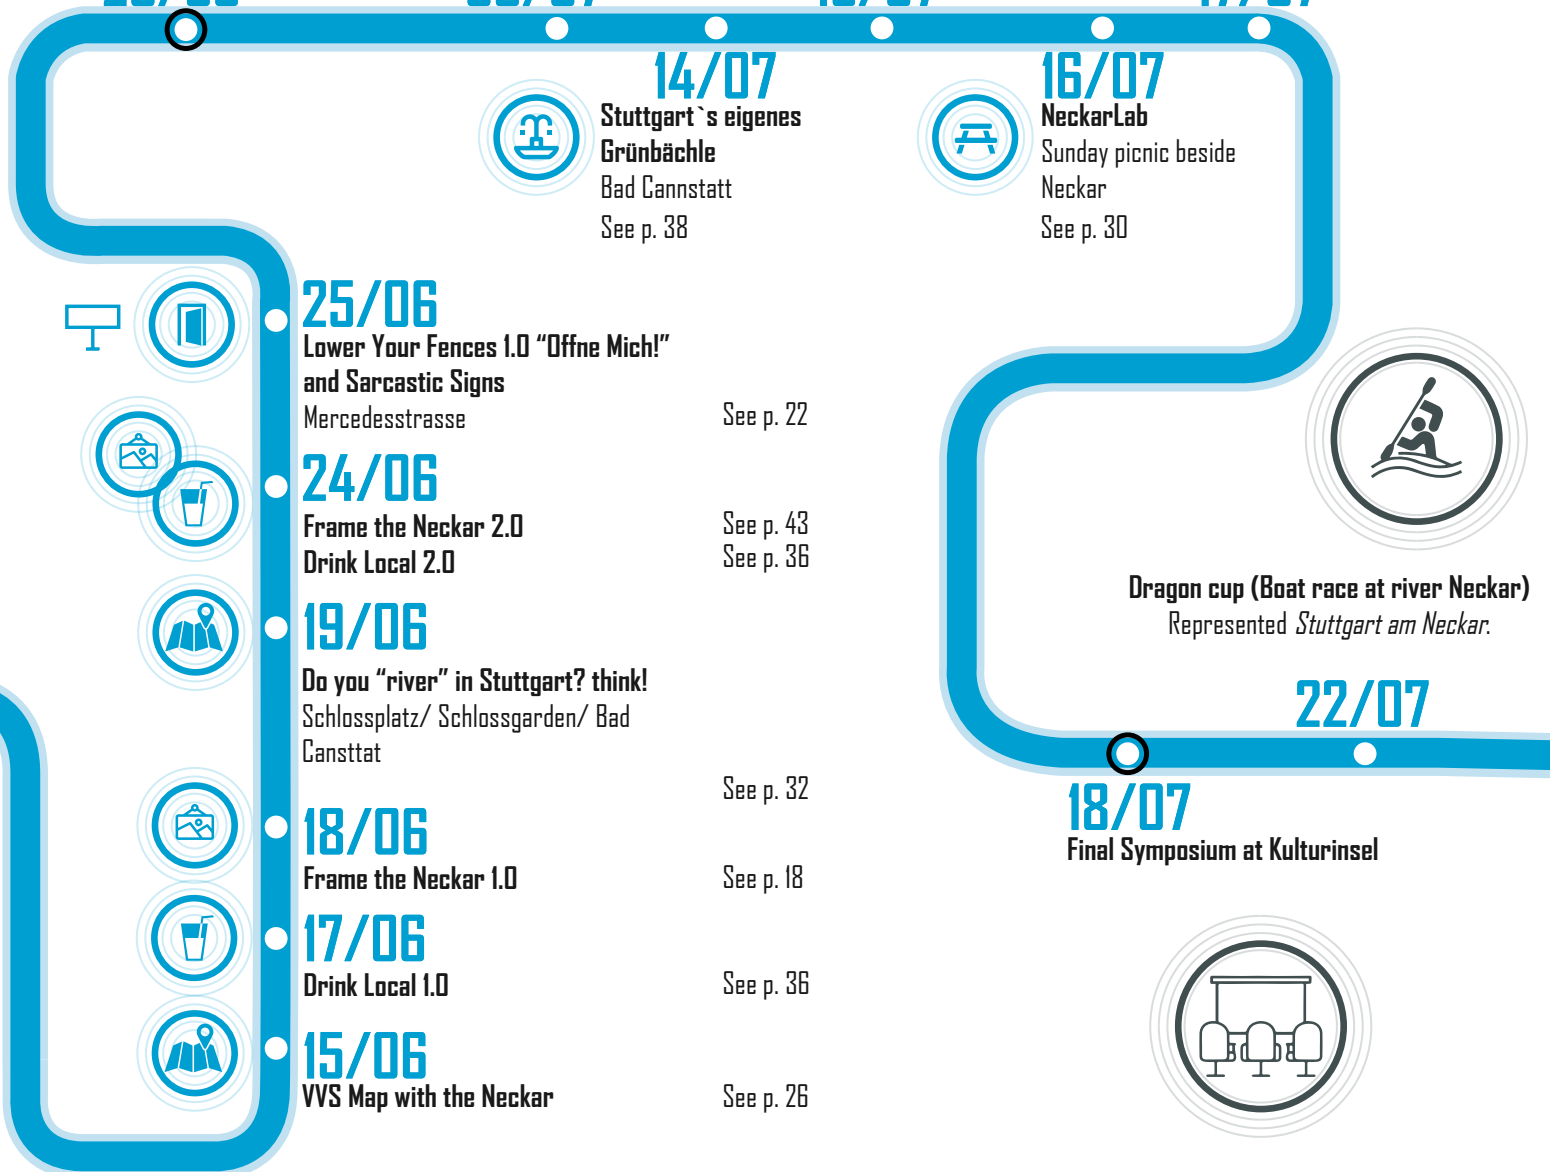 14/07
Stuttgart`s eigenes
Grünbächle
Bad Cannstatt
See p. 38
16/07
NeckarLab
Sunday picnic beside
Neckar
See p. 30
25/06
Lower Your Fences 1.0 “Offne Mich!”
and Sarcastic Signs
Mercedesstrasse
See p. 22
24/06
Frame the Neckar 2.0
See p. 43
Drink Local 2.0
See p. 36
19/06
Do you “river” in Stuttgart? think!
Schlossplatz/ Schlossgarden/ Bad
Cansttat
See p. 32
18/06
Frame the Neckar 1.0
See p. 18
17/06
Drink Local 1.0
See p. 36
15/06
VVS Map with the Neckar
See p. 26
Dragon cup (Boat race at river Neckar)
Represented Stuttgart am Neckar.
22/07
18/07
Final Symposium at Kulturinsel